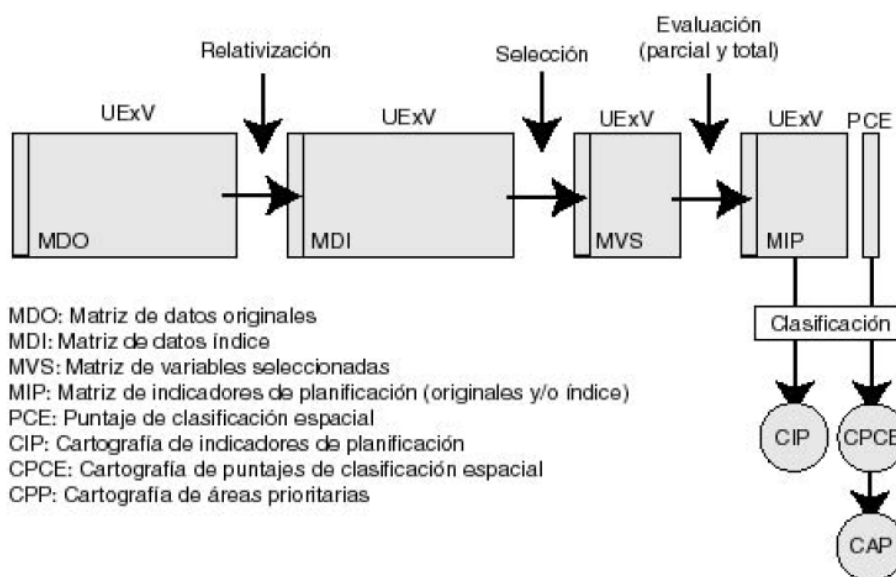 Relativización
Selección
Evaluación
(parcial y total)
UExV
UExV
UExV
UExV
PCE
MDO
MDI
MVS
MIP
MDO: Matriz de datos originales
MDI: Matriz de datos índice
MVS: Matriz de variables seleccionadas
MIP: Matriz de indicadores de planificación (originales y/o índice)
PCE: Puntaje de clasificación espacial
CIP: Cartografía de indicadores de planificación
CPCE: Cartografía de puntajes de clasificación espacial
CPP: Cartografía de áreas prioritarias
Clasificación
CIP
CPCE
CAP